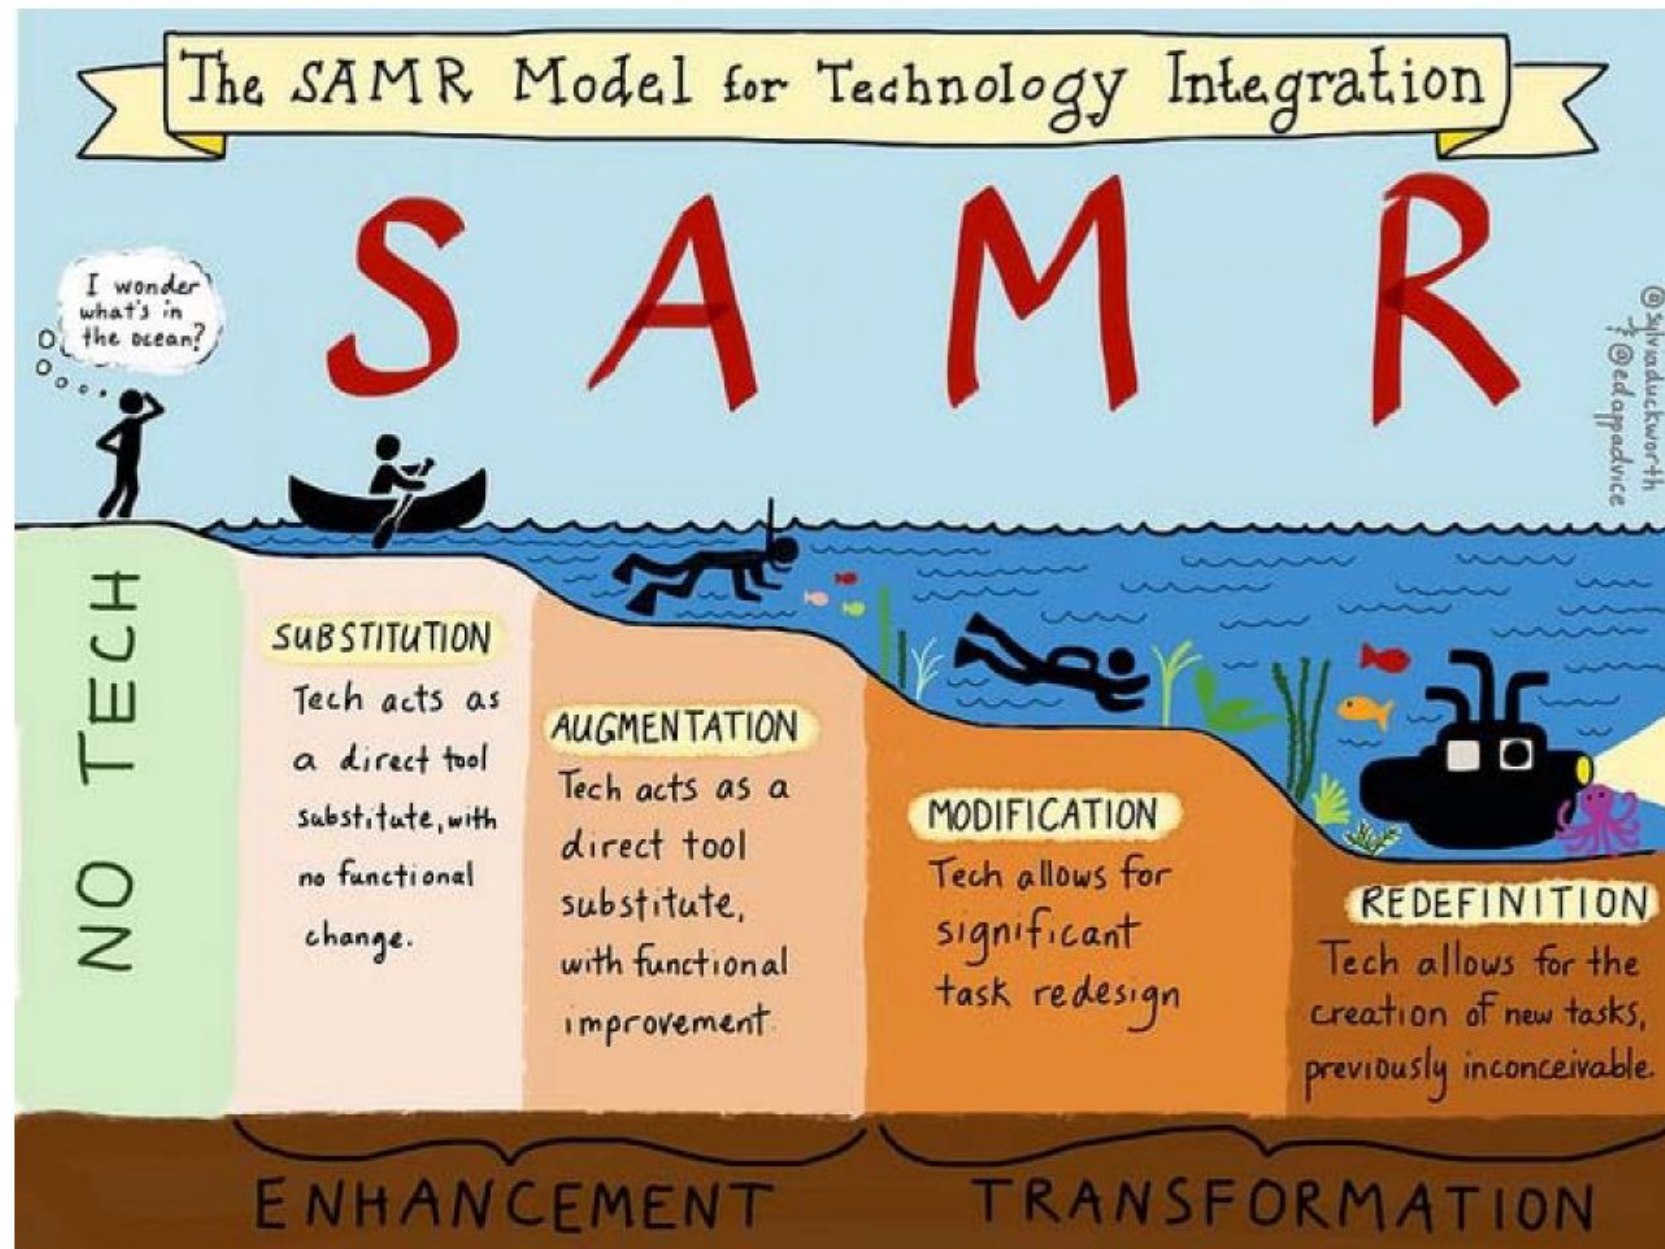 The SAMR Model for Technology Integration
S A M R
I wonder
what's in
the ocean?
@sylviaduckworth
& @edappadvice
NO TECH
SUBSTITUTION
Tech acts as
a direct tool
substitute, with
no functional
change.
AUGMENTATION
Tech acts as a
direct tool
substitute,
with functional
improvement.
MODIFICATION
Tech allows for
significant
task redesign
REDEFINITION
Tech allows for the
creation of new tasks,
previously inconceivable.
ENHANCEMENT
TRANSFORMATION